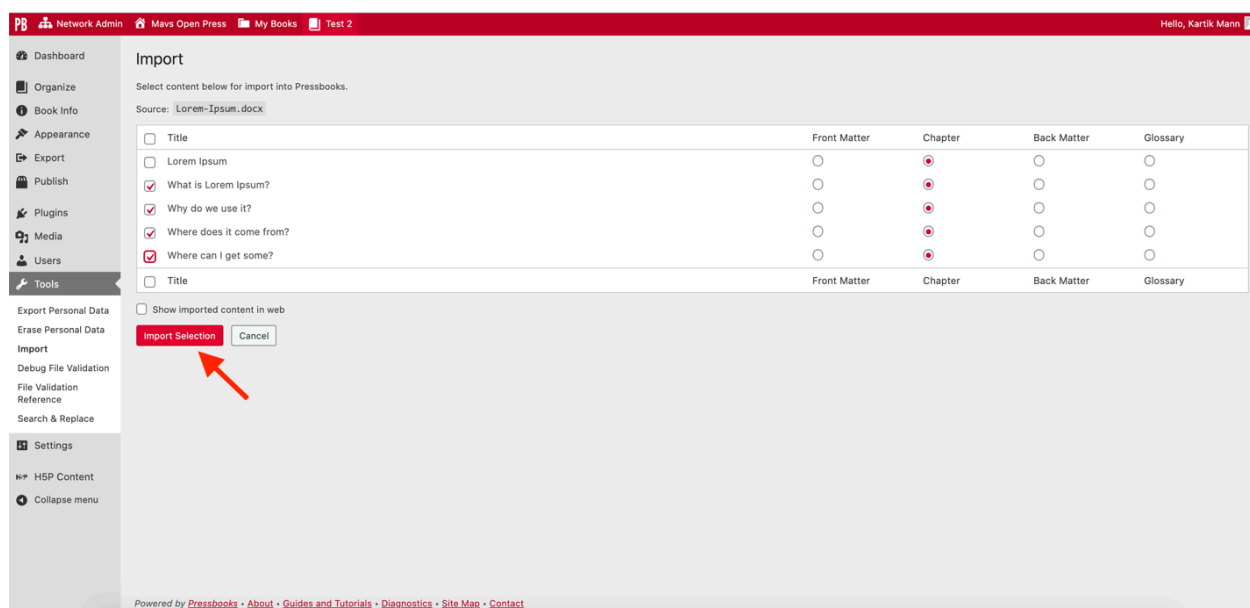 PB Network Admin Mavs Open Press My Books Test 2 Hello, Kartik Mann
Dashboard
Organize
Book Info
Appearance
Export
Publish
Plugins
Media
Users
Tools
Export Personal Data
Erase Personal Data
Import
Debug File Validation
File Validation
Reference
Search & Replace
Settings
H-P H5P Content
Collapse menu
Import
Select content below for import into Pressbooks.
Source: Lorem-Ipsum.docx
Title Front Matter Chapter Back Matter Glossary
Lorem Ipsum
What is Lorem Ipsum?
Why do we use it?
Where does it come from?
Where can I get some?
Title Front Matter Chapter Back Matter Glossary
Show imported content in web
Import Selection Cancel
Powered by Pressbooks • About • Guides and Tutorials • Diagnostics • Site Map • Contact